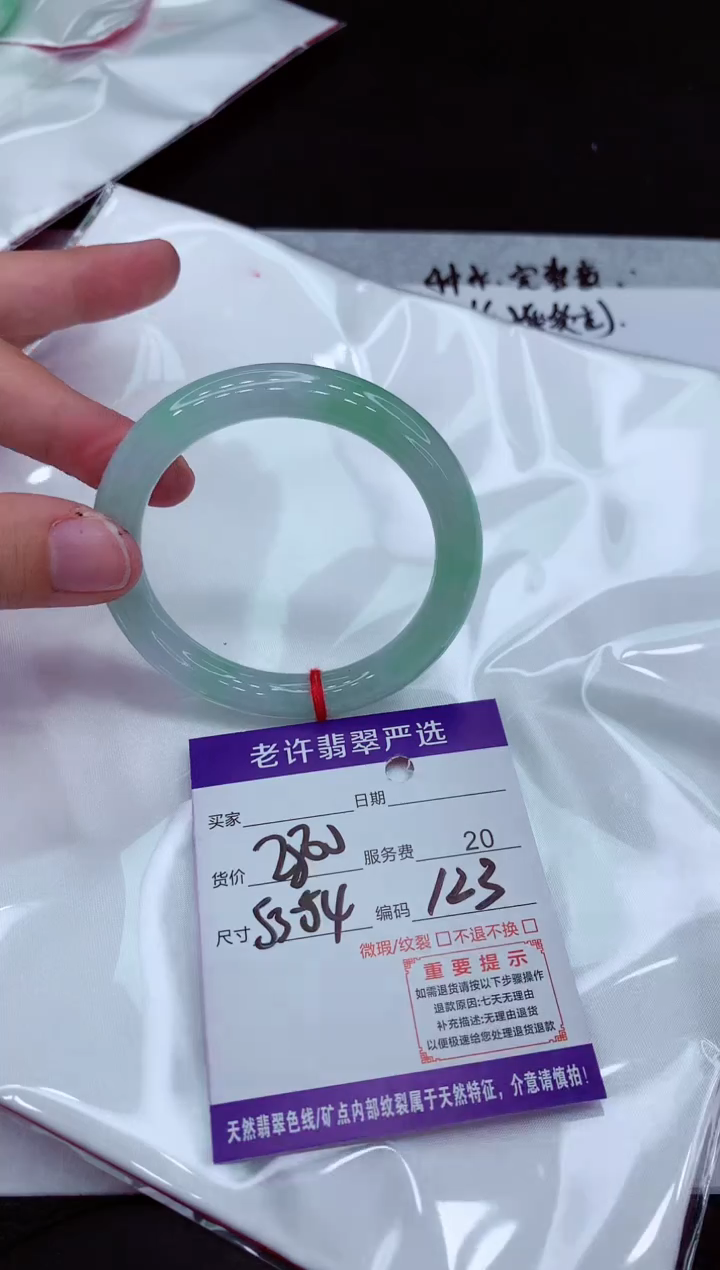 老许翡翠严选
买家 日期
货价 服务费 20
尺寸 53-54 编码 123
微瑕/纹裂 □不退不换 □
重要提示
如需退货请按以下步骤操作
退款原因:七天无理由
补充描述:无理由退货
以便极速给您处理退货退款
天然翡翠色线/矿点内部纹裂属于天然特征，介意请慎拍!